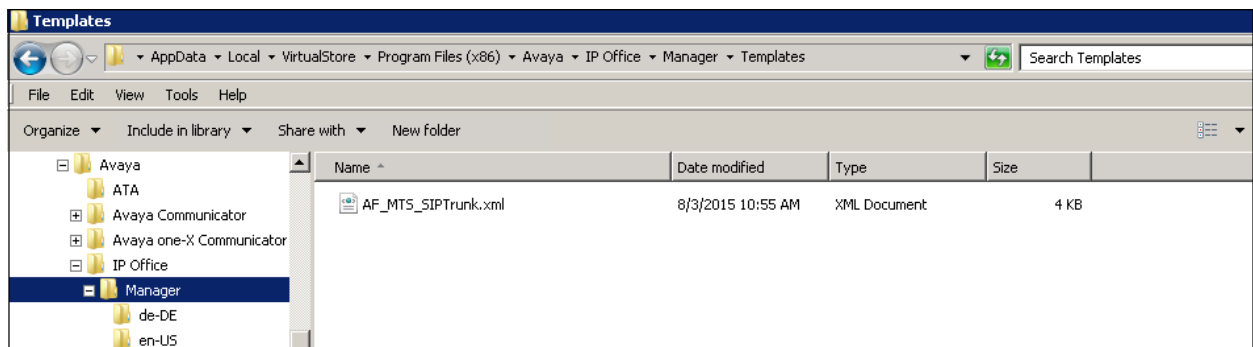 Templates
AppData Local VirtualStore Program Files (x86) Avaya IP Office Manager Templates
Search Templates
File Edit View Tools Help
Organize Include in library Share with New folder
Avaya
ATA
Avaya Communicator
Avaya one-X Communicator
IP Office
Manager
de-DE
en-US
Name Date modified Type Size
AF_MTS_SIPTrunk.xml 8/3/2015 10:55 AM XML Document 4 KB